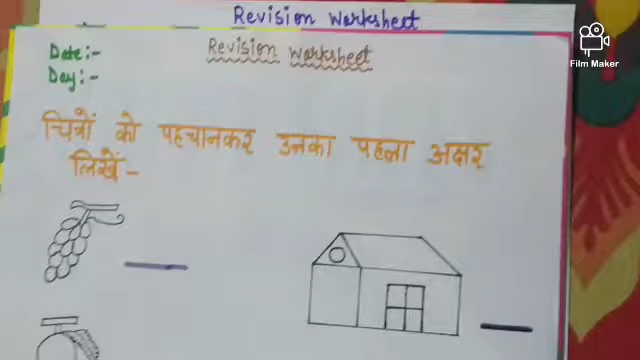 Revision Worksheet
Revision Worksheet
Date:-
Day:-
चित्रों को पहचानकर उनका पहला अक्षर
लिखें-
Film Maker